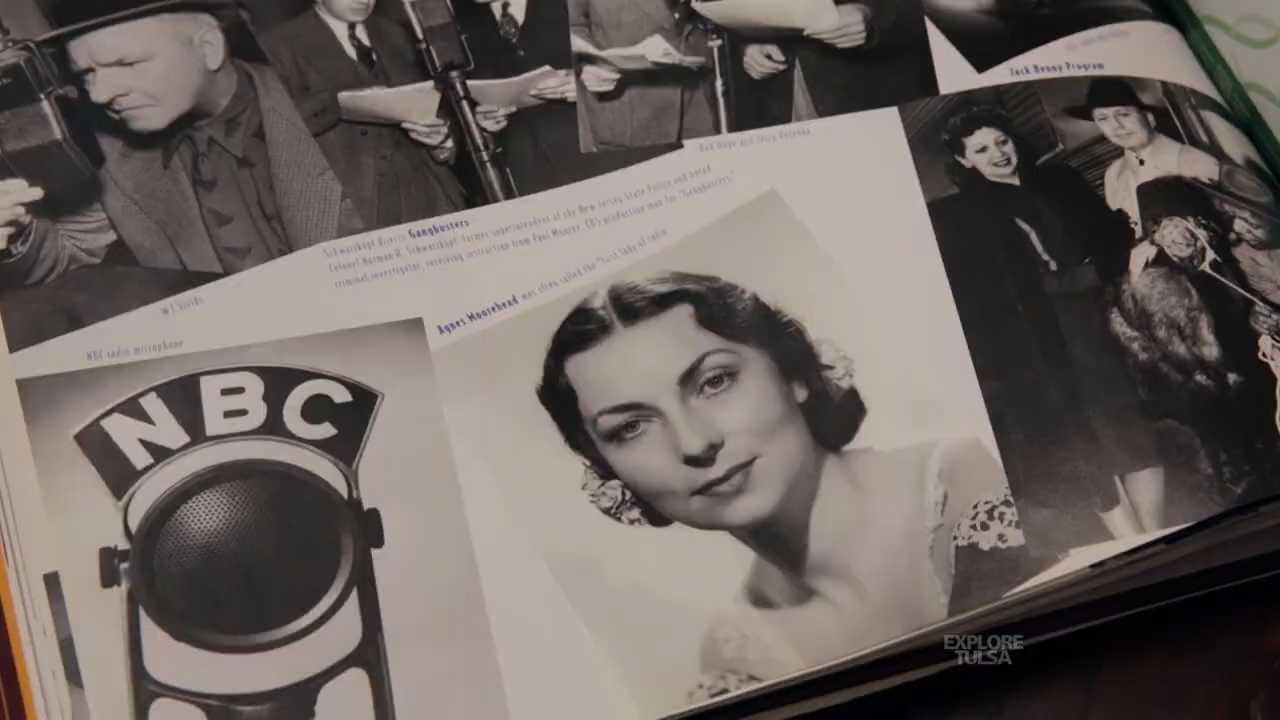 Jack Benny Program
Bob Hope and Jerry Colonna
Schwarzkopf Directs Gangbusters
Colonel Norman H. Schwarzkopf, former superintendent of the New Jersey State Police and noted
criminal investigator, receiving instruction from Paul Monroe, CBS production man for "Gangbusters."
W.C. Fields
Agnes Moorehead was often called the "first lady of radio
NBC radio microphone
NBC
EXPLORE
TULSA